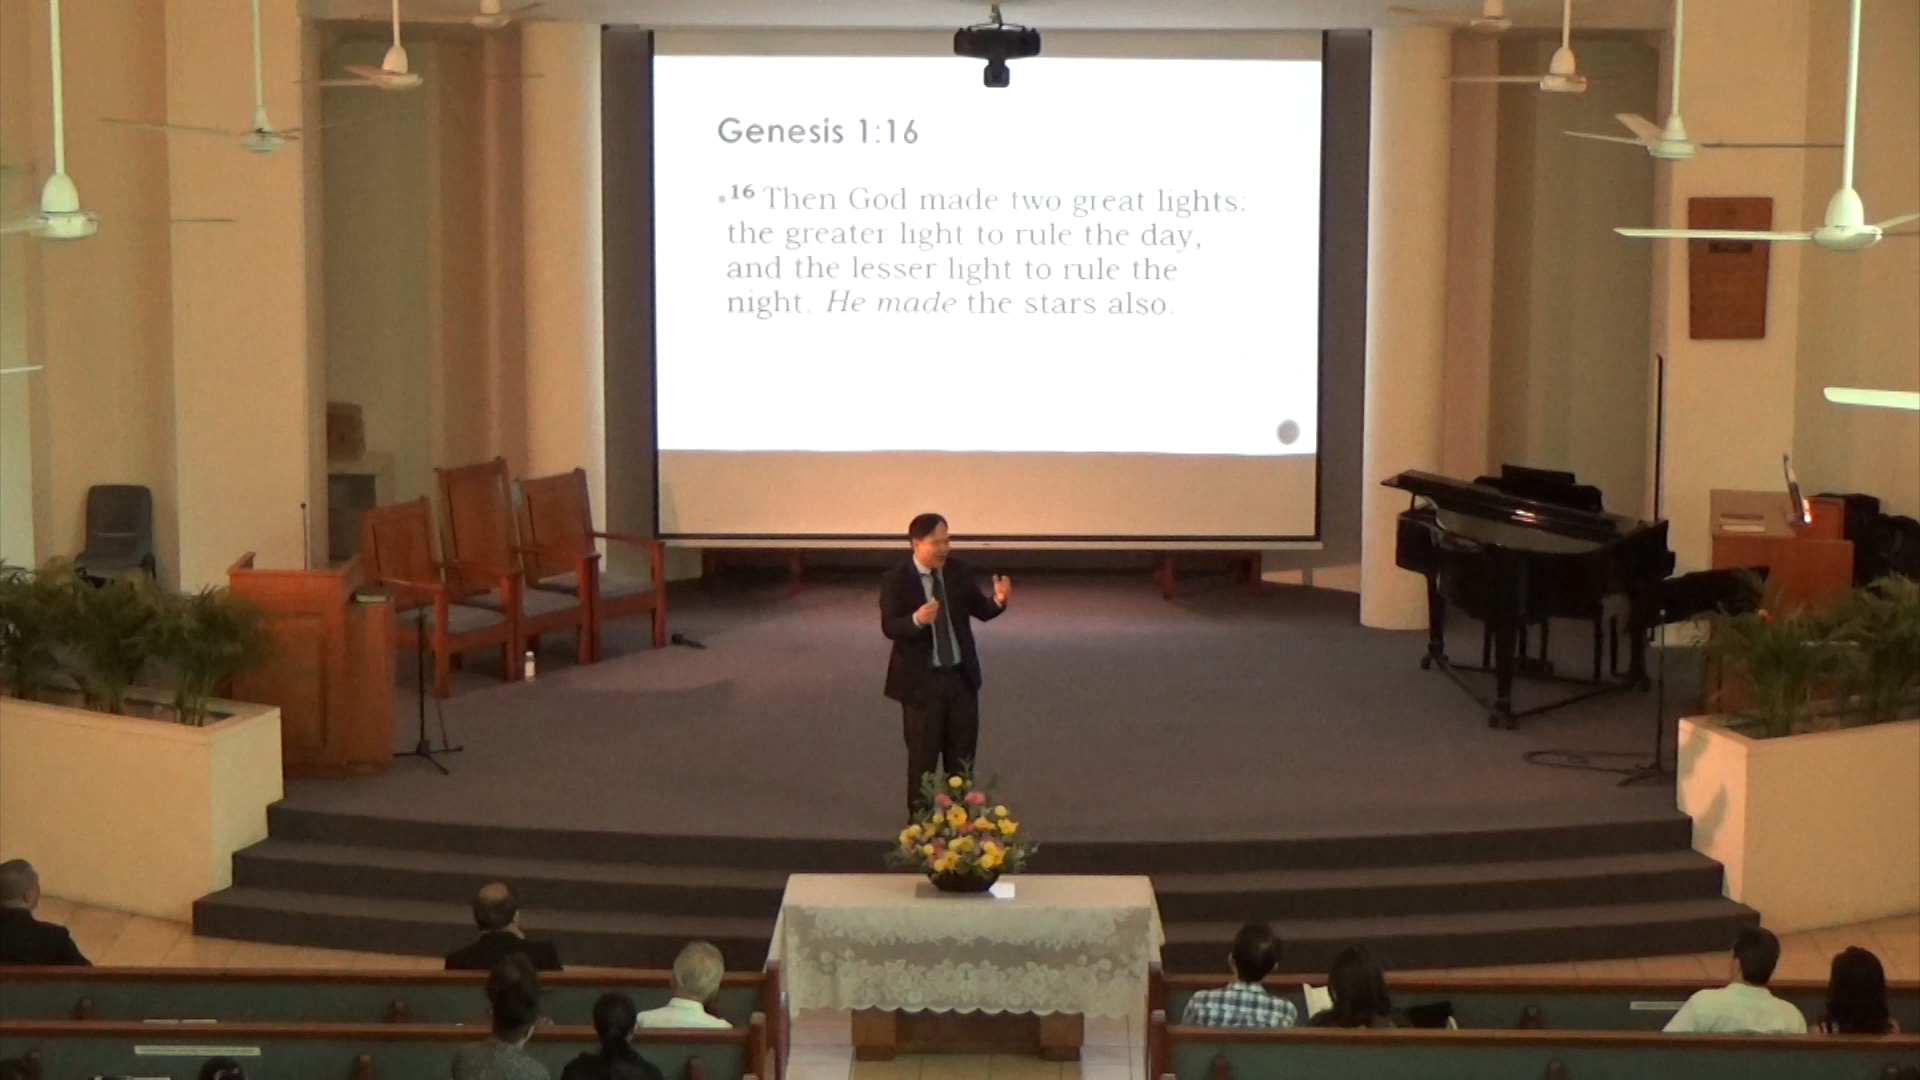 Genesis 1:16
▪16 Then God made two great lights:
the greater light to rule the day,
and the lesser light to rule the
night. He made the stars also.